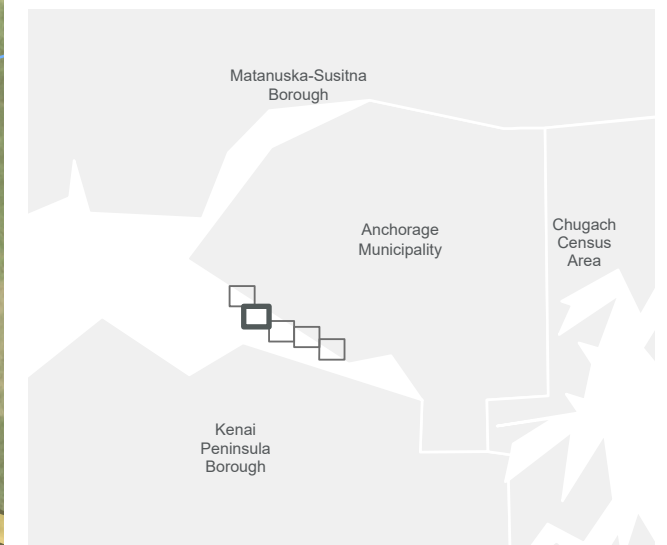 Matanuska-Susitna
Borough
Anchorage
Municipality
Chugach
Census
Area
Kenai
Peninsula
Borough